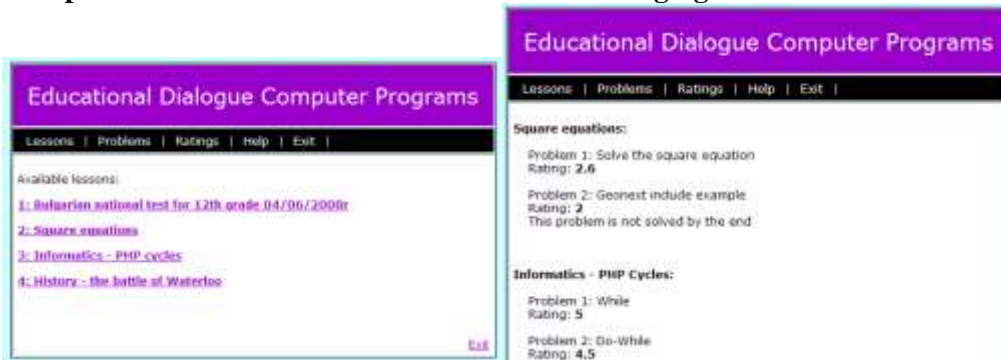 Educational Dialogue Computer Programs
Lessons | Problems | Ratings | Help | Exit |
Available lessons:
1: Bulgarian national test for 12th grade 04/06/2008г
2: Square equations
3: Informatics - PHP cycles
4: History - the battle of Waterloo
Exit
Educational Dialogue Computer Programs
Lessons | Problems | Ratings | Help | Exit |
Square equations:
Problem 1: Solve the square equation
Rating: 2.6
Problem 2: Geonext include example
Rating: 2
This problem is not solved by the end
Informatics - PHP Cycles:
Problem 1: While
Rating: 5
Problem 2: Do-While
Rating: 4.5